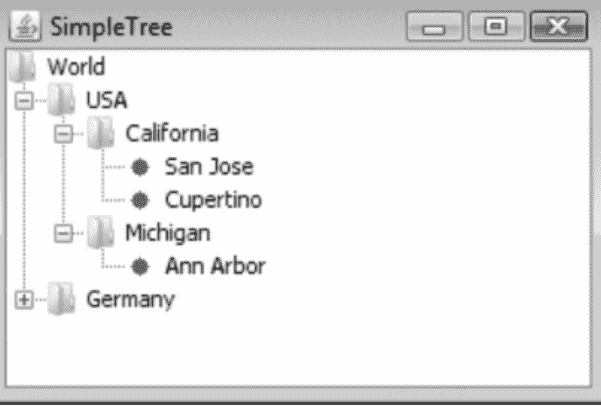 SimpleTree
World
USA
California
San Jose
Cupertino
Michigan
Ann Arbor
Germany